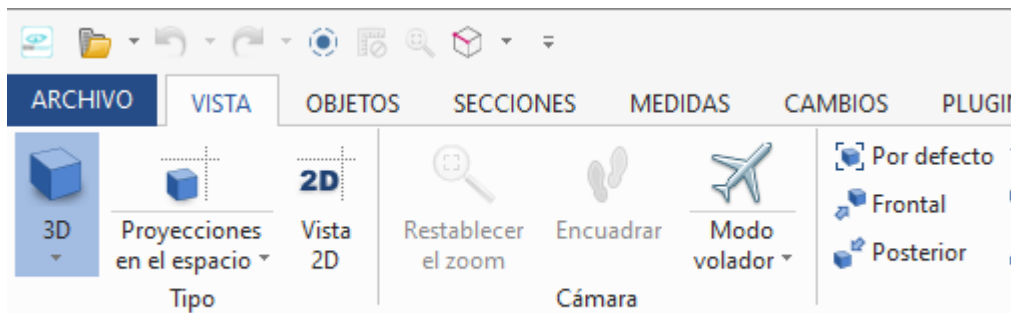 ARCHIVO VISTA OBJETOS SECCIONES MEDIDAS CAMBIOS
2D
Por defecto
Frontal
Posterior
3D
Proyecciones
en el espacio
Vista
2D
Restablecer
el zoom
Encuadrar
Modo
volador
Tipo
Cámara